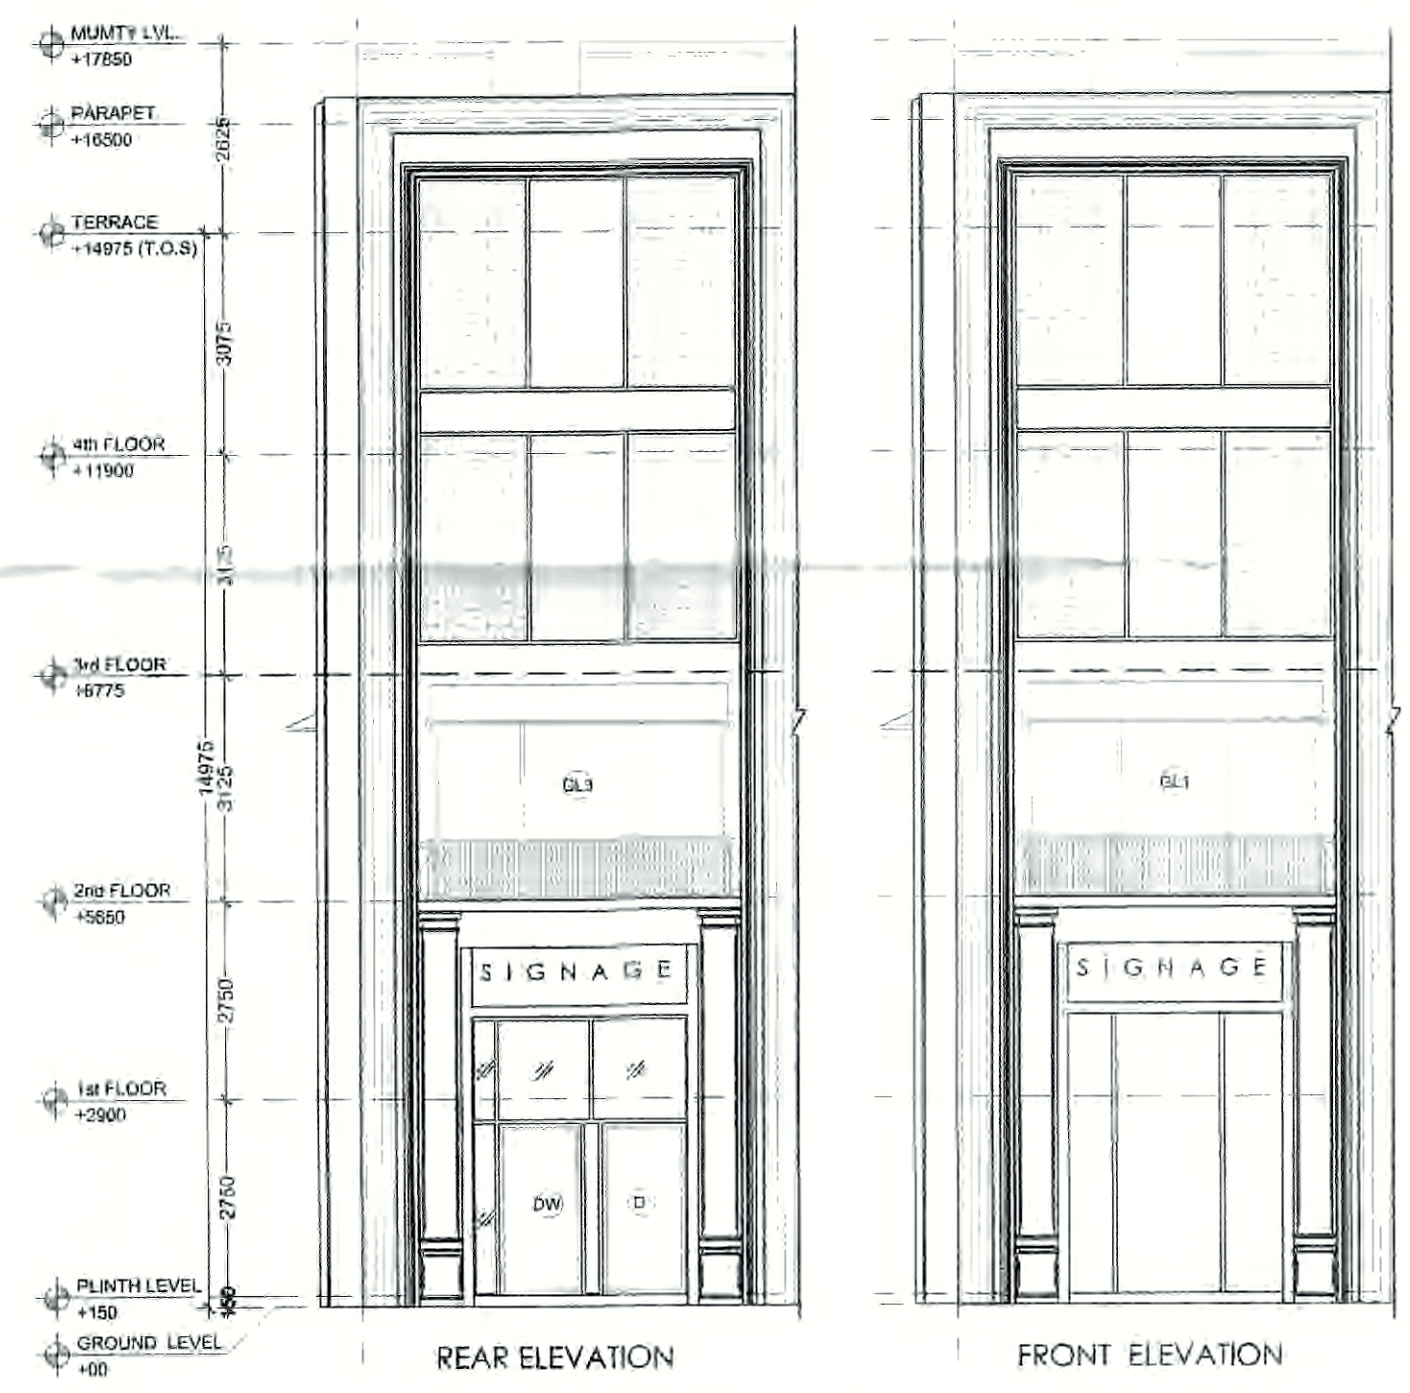 MUMTY LVL.
+17850
PARAPET
+16500
2625
TERRACE
+14975 (T.O.S)
3075
4th FLOOR
+11900
3rd FLOOR
14975
3125
GL3
GL1
2nd FLOOR
+5650
SIGNAGE
SIGNAGE
2750
1st FLOOR
+2900
2750
DW
D
PLINTH LEVEL
+150
150
GROUND LEVEL
+00
REAR ELEVATION
FRONT ELEVATION